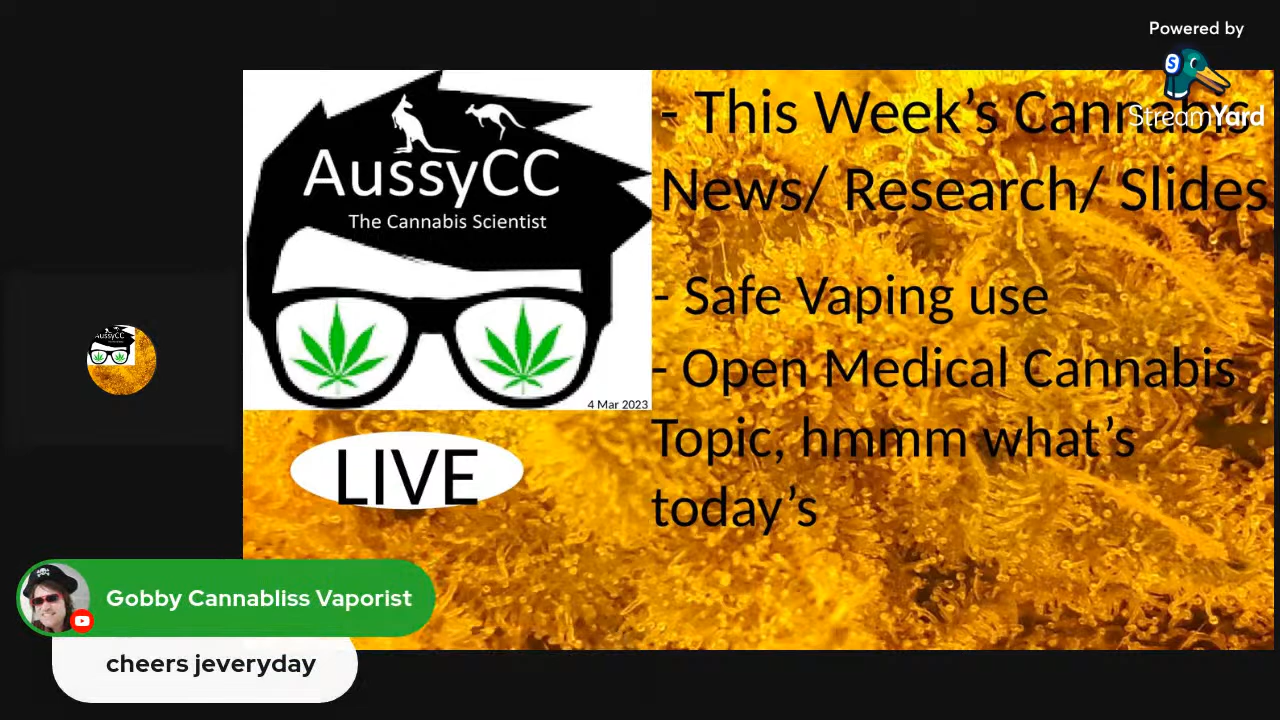 Powered by
StreamYard
- This Week's Cannabis
News/ Research/ Slides
AussyCC
The Cannabis Scientist
- Safe Vaping use
- Open Medical Cannabis
4 Mar 2023
Topic, hmmm what's
today's
LIVE
AussyCC
Gobby Cannabliss Vaporist
cheers jeveryday